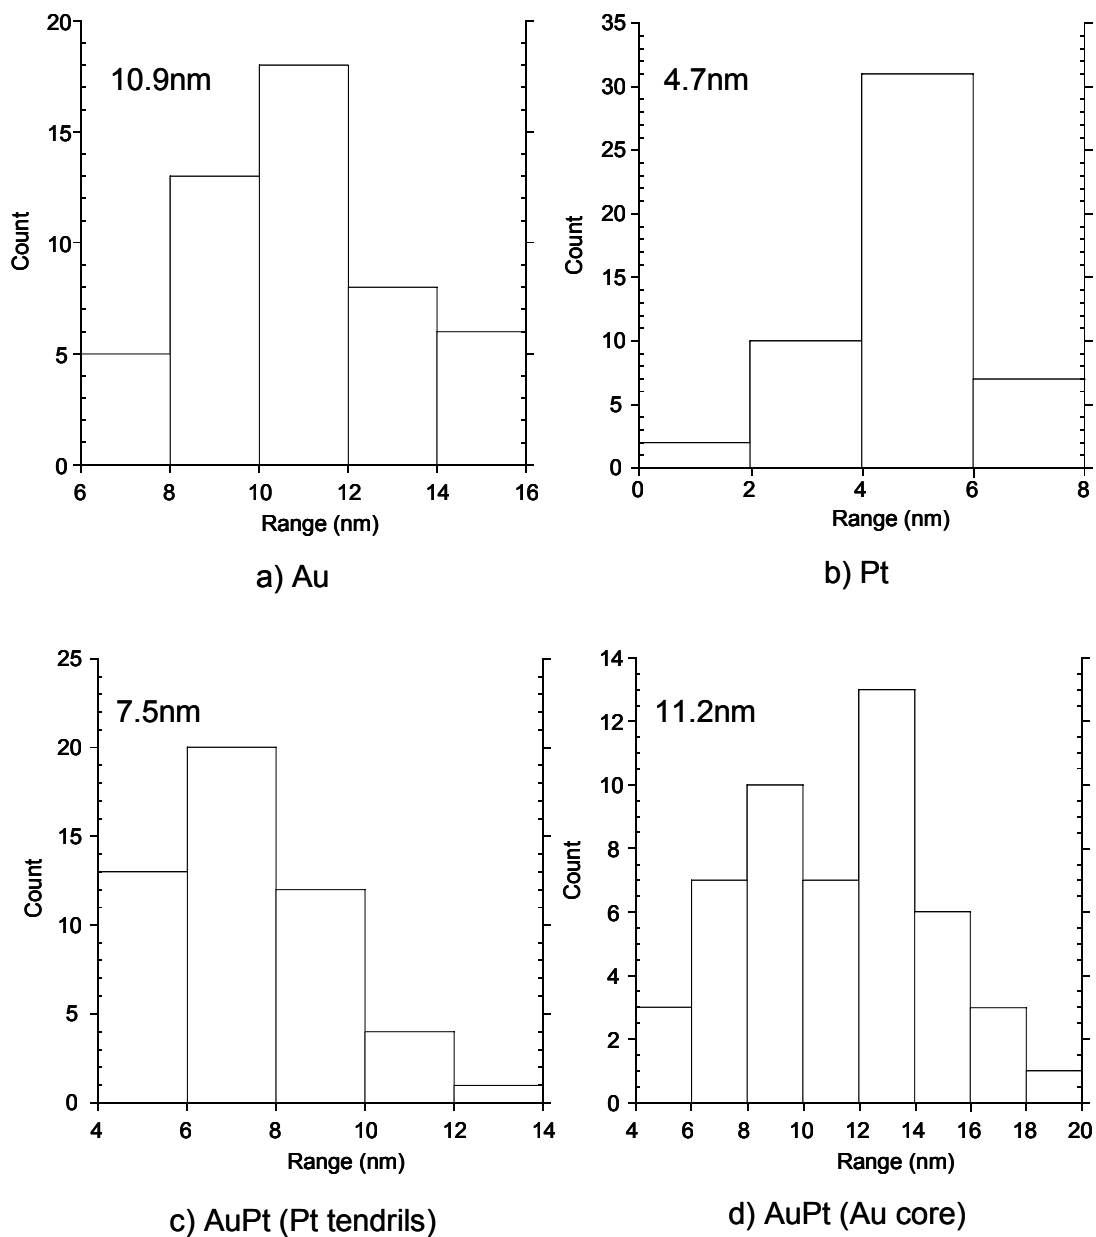 20
15
10
5
0
10.9nm
Count
6 8 10 12 14 16
Range (nm)
a) Au
35
30
25
20
15
10
5
0
4.7nm
Count
0 2 4 6 8
Range (nm)
b) Pt
25
20
15
10
5
0
7.5nm
Count
4 6 8 10 12 14
Range (nm)
c) AuPt (Pt tendrils)
14
12
10
8
6
4
2
0
11.2nm
Count
4 6 8 10 12 14 16 18 20
Range (nm)
d) AuPt (Au core)